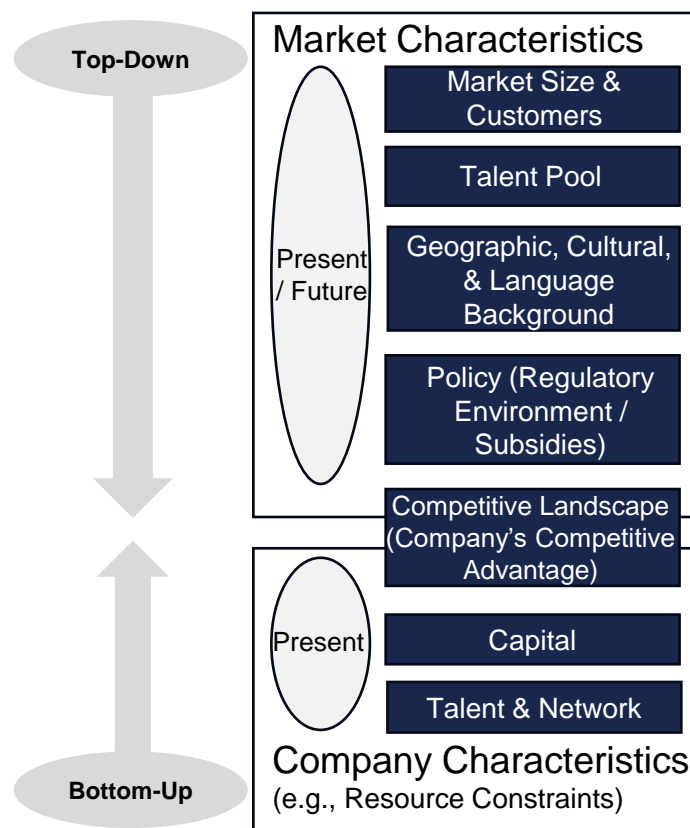 Top-Down
Market Characteristics
Present
/ Future
Market Size &
Customers
Talent Pool
Geographic, Cultural,
& Language
Background
Policy (Regulatory
Environment /
Subsidies)
Competitive Landscape
(Company’s Competitive
Advantage)
Present
Capital
Talent & Network
Bottom-Up
Company Characteristics
(e.g., Resource Constraints)